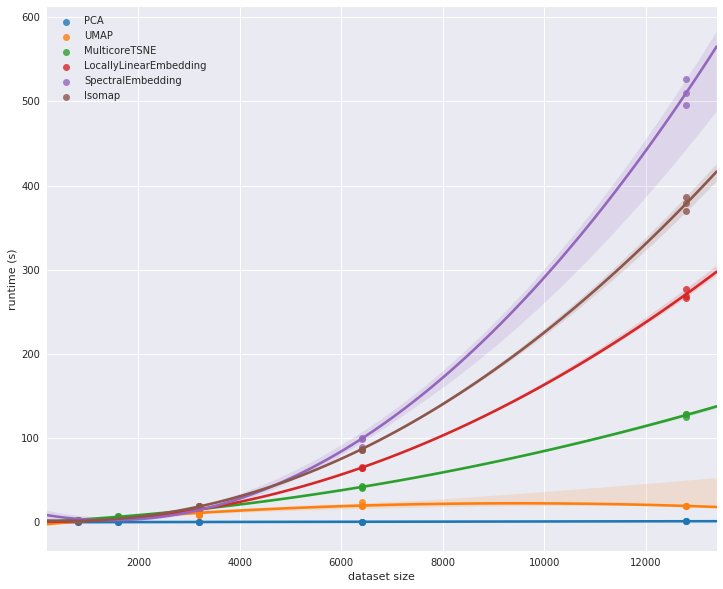 600
500
400
300
200
100
0
runtime (s)
PCA
UMAP
MulticoreTSNE
LocallyLinearEmbedding
SpectralEmbedding
Isomap
2000
4000
6000
8000
10000
12000
dataset size